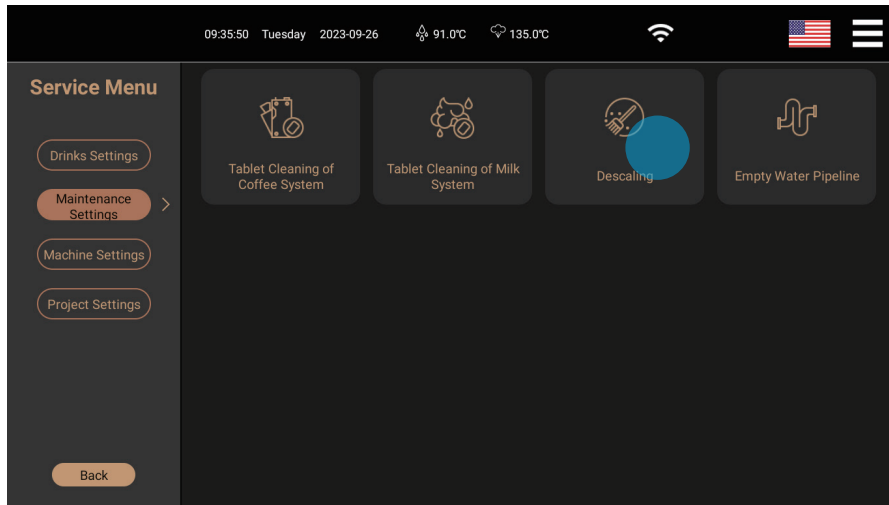 09:35:50 Tuesday 2023-09-26 91.0℃ 135.0℃
Service Menu
Drinks Settings
Maintenance
Settings
Machine Settings
Project Settings
Back
Tablet Cleaning of
Coffee System
Tablet Cleaning of Milk
System
Descaling
Empty Water Pipeline